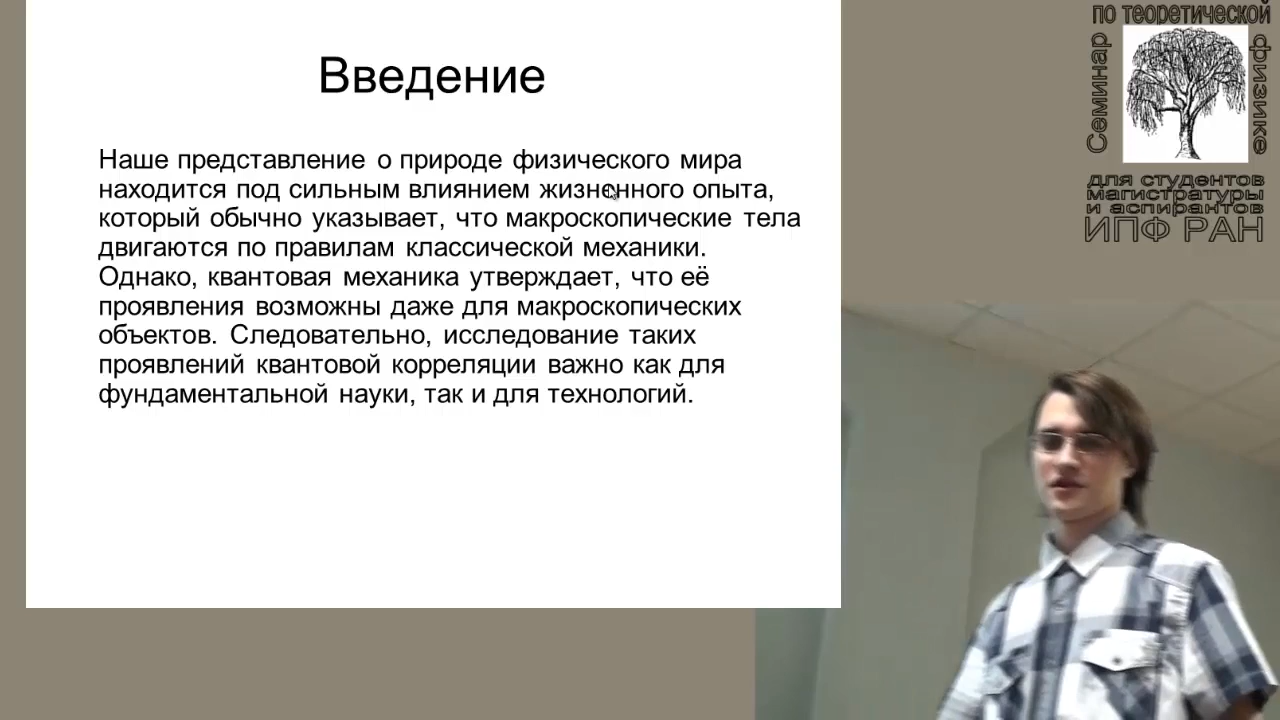 Введение
Наше представление о природе физического мира
находится под сильным влиянием жизненного опыта,
который обычно указывает, что макроскопические тела
двигаются по правилам классической механики.
Однако, квантовая механика утверждает, что её
проявления возможны даже для макроскопических
объектов. Следовательно, исследование таких
проявлений квантовой корреляции важно как для
фундаментальной науки, так и для технологий.
Семинар
по теоретической
физике
для студентов
магистратуры
и аспирантов
ИПФ РАН